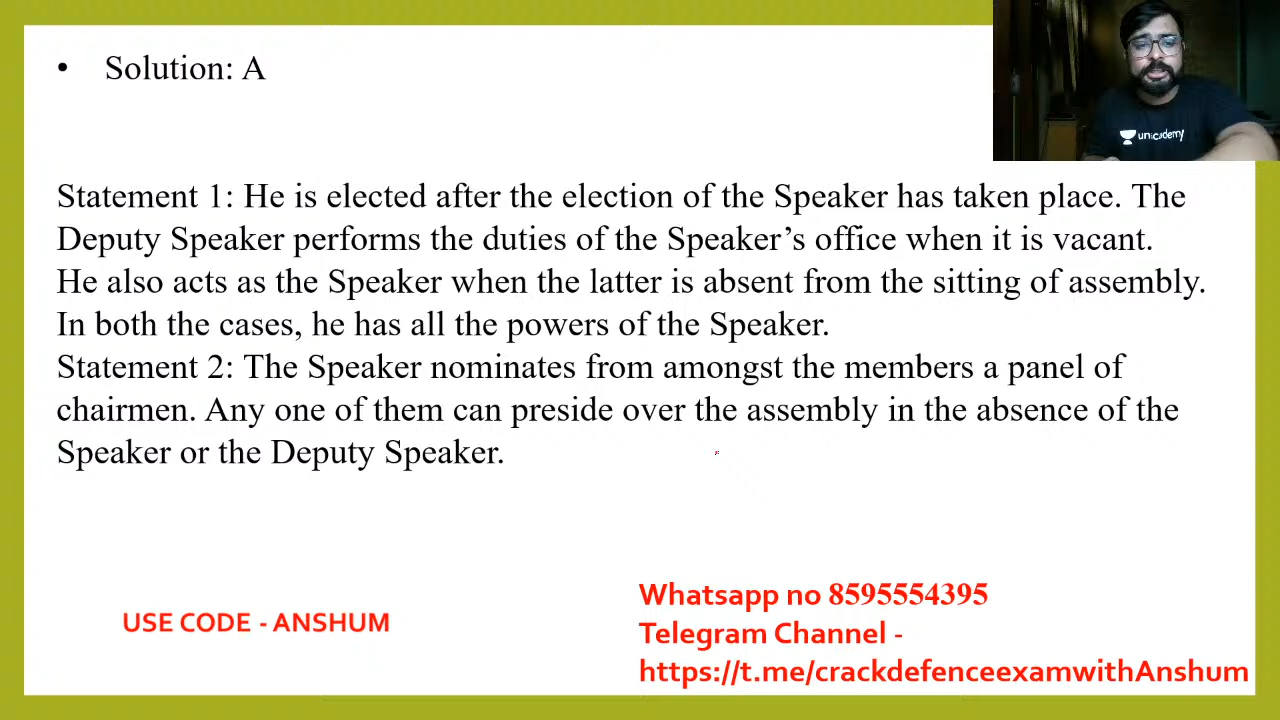 • Solution: A
unacademy
Statement 1: He is elected after the election of the Speaker has taken place. The
Deputy Speaker performs the duties of the Speaker’s office when it is vacant.
He also acts as the Speaker when the latter is absent from the sitting of assembly.
In both the cases, he has all the powers of the Speaker.
Statement 2: The Speaker nominates from amongst the members a panel of
chairmen. Any one of them can preside over the assembly in the absence of the
Speaker or the Deputy Speaker.
USE CODE - ANSHUM
Whatsapp no 8595554395
Telegram Channel -
https://t.me/crackdefenceexamwithAnshum